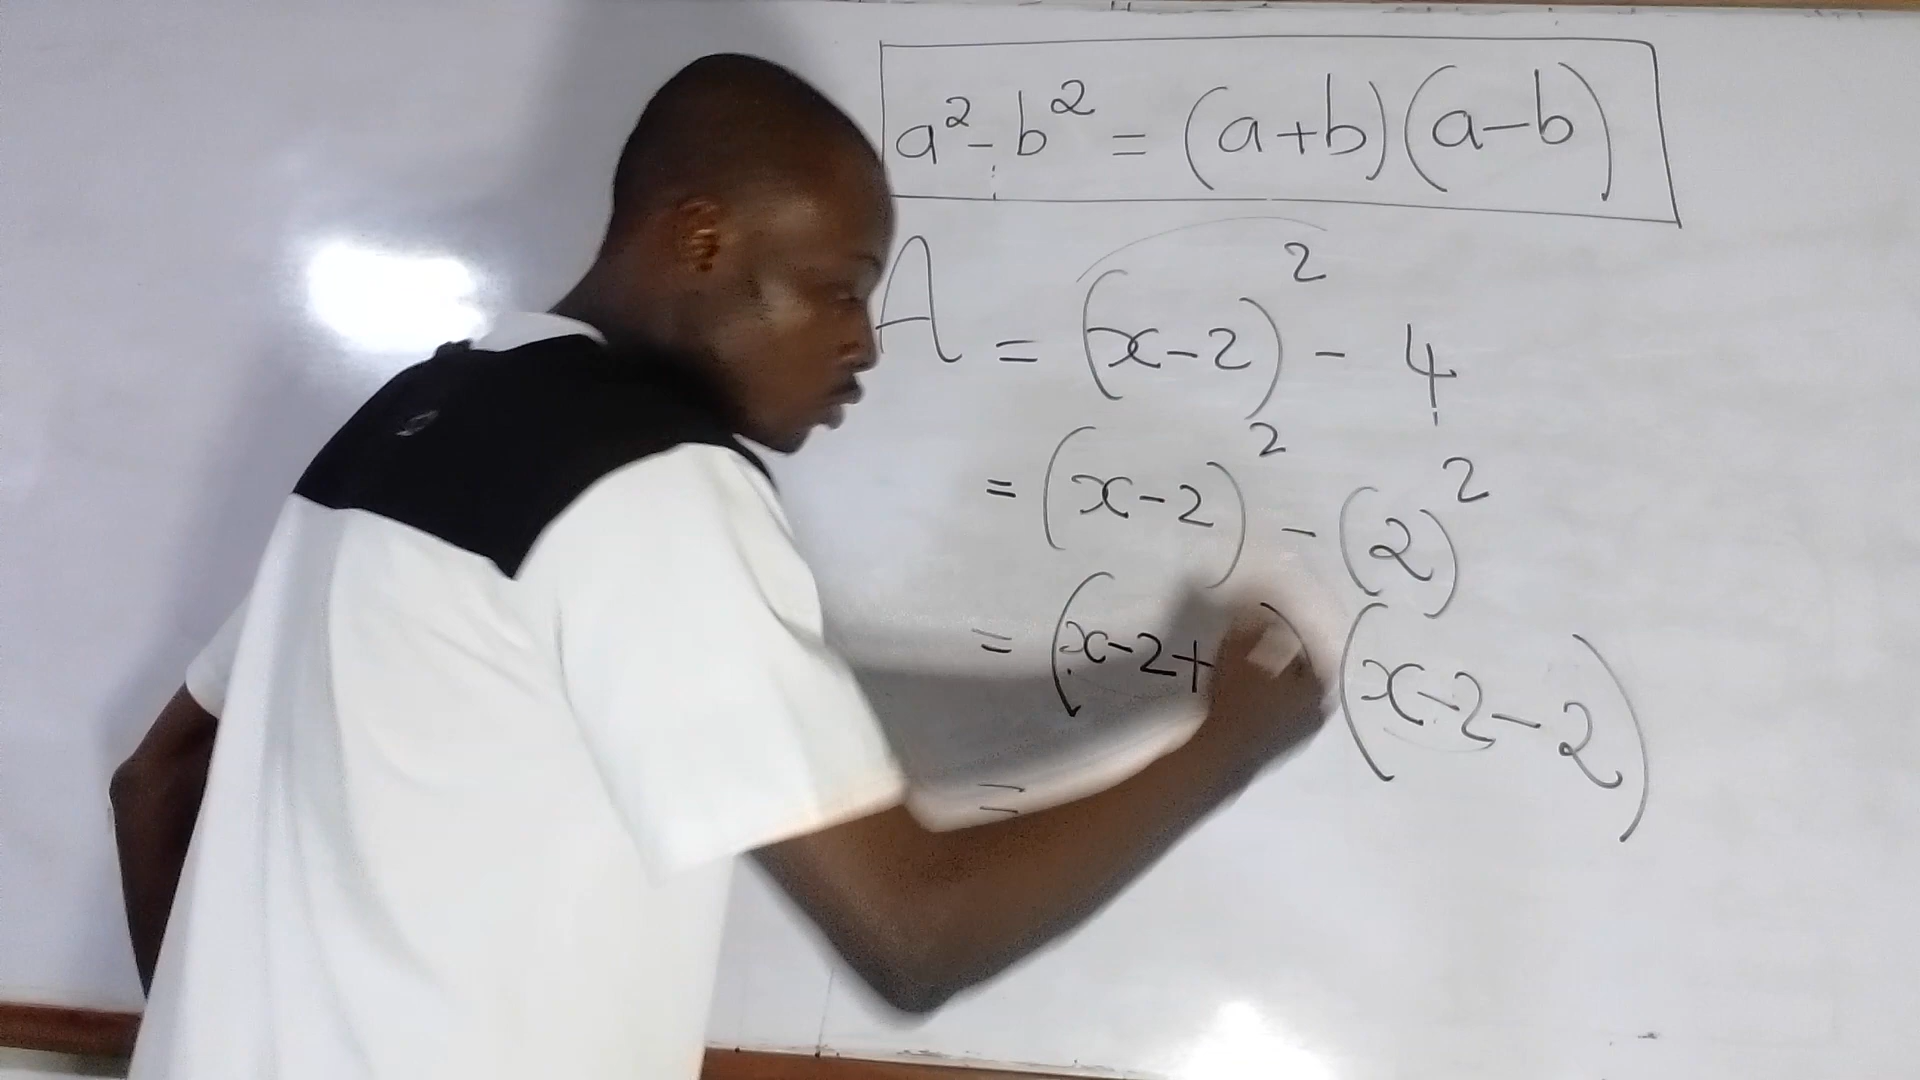 a² - b² = (a+b)(a-b)
A = (x-2)² - 4
= (x-2)² - (2)²
= (x-2+ ) (x-2-2)
=